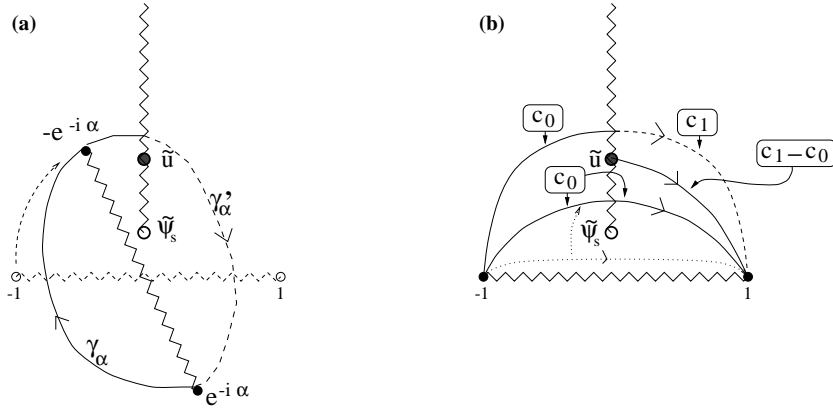 (a)
-e^{-i α}
ũ
γ_α'
ψ̃_s
-1
1
γ_α
e^{-i α}
(b)
c_0
c_1
ũ
c_1-c_0
c_0
ψ̃_s
-1
1